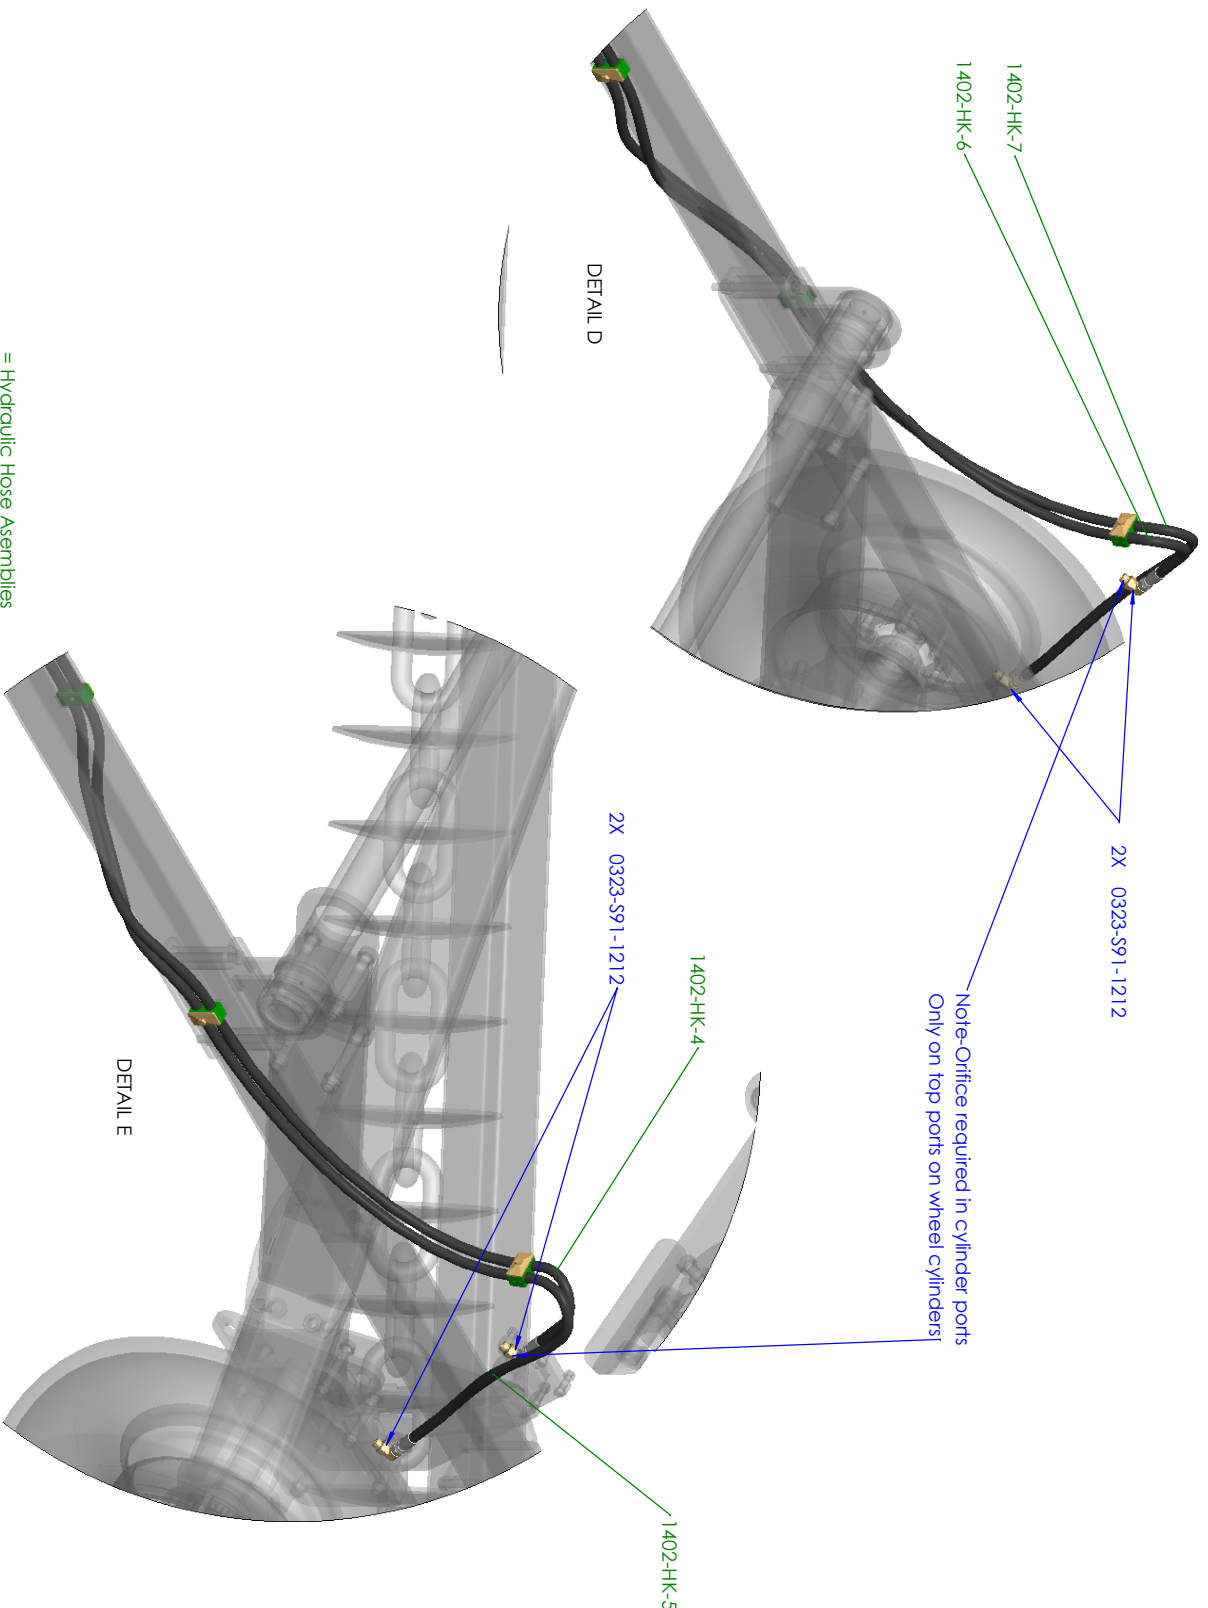 1402-HK-7
1402-HK-6
2X 0323-S91-1212
Note-Orifice required in cylinder ports
Only on top ports on wheel cylinders
DETAIL D
1402-HK-4
2X 0323-S91-1212
1402-HK-5
DETAIL E
= Hydraulic Hose Asemblies